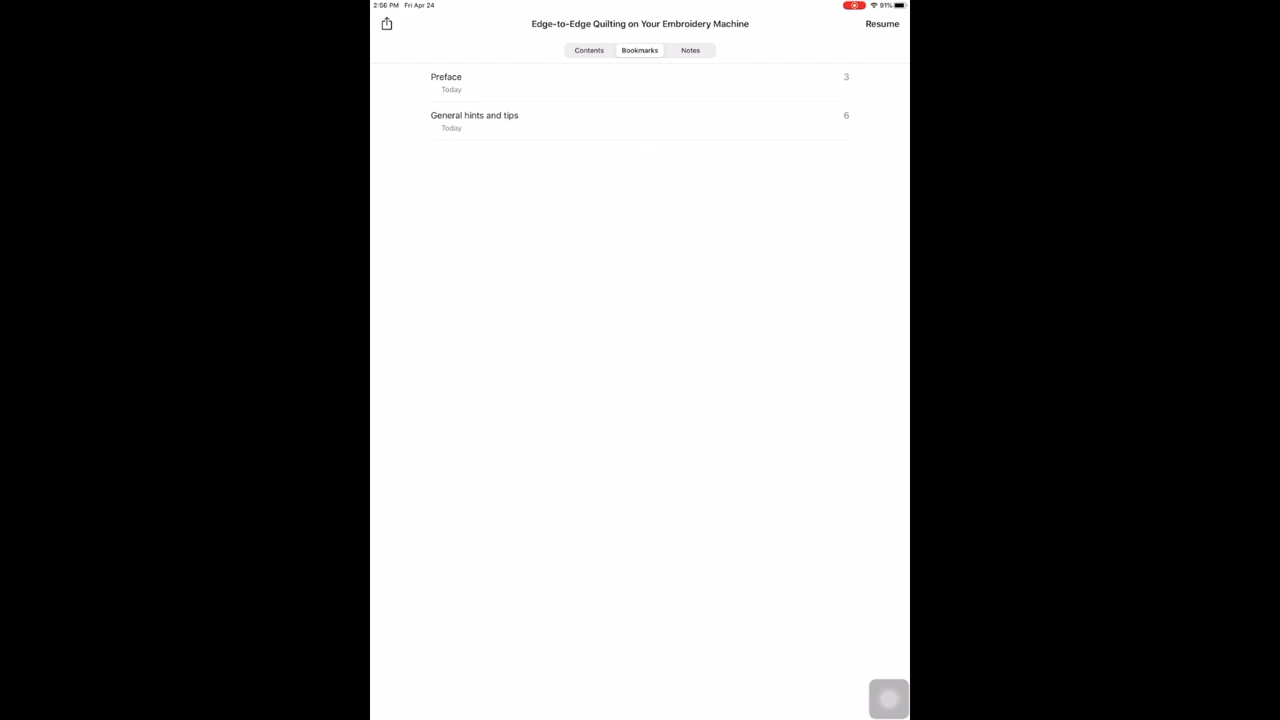 2:56 PM Fri Apr 24 91%
Edge-to-Edge Quilting on Your Embroidery Machine Resume
Contents Bookmarks Notes
Preface 3
Today
General hints and tips 6
Today